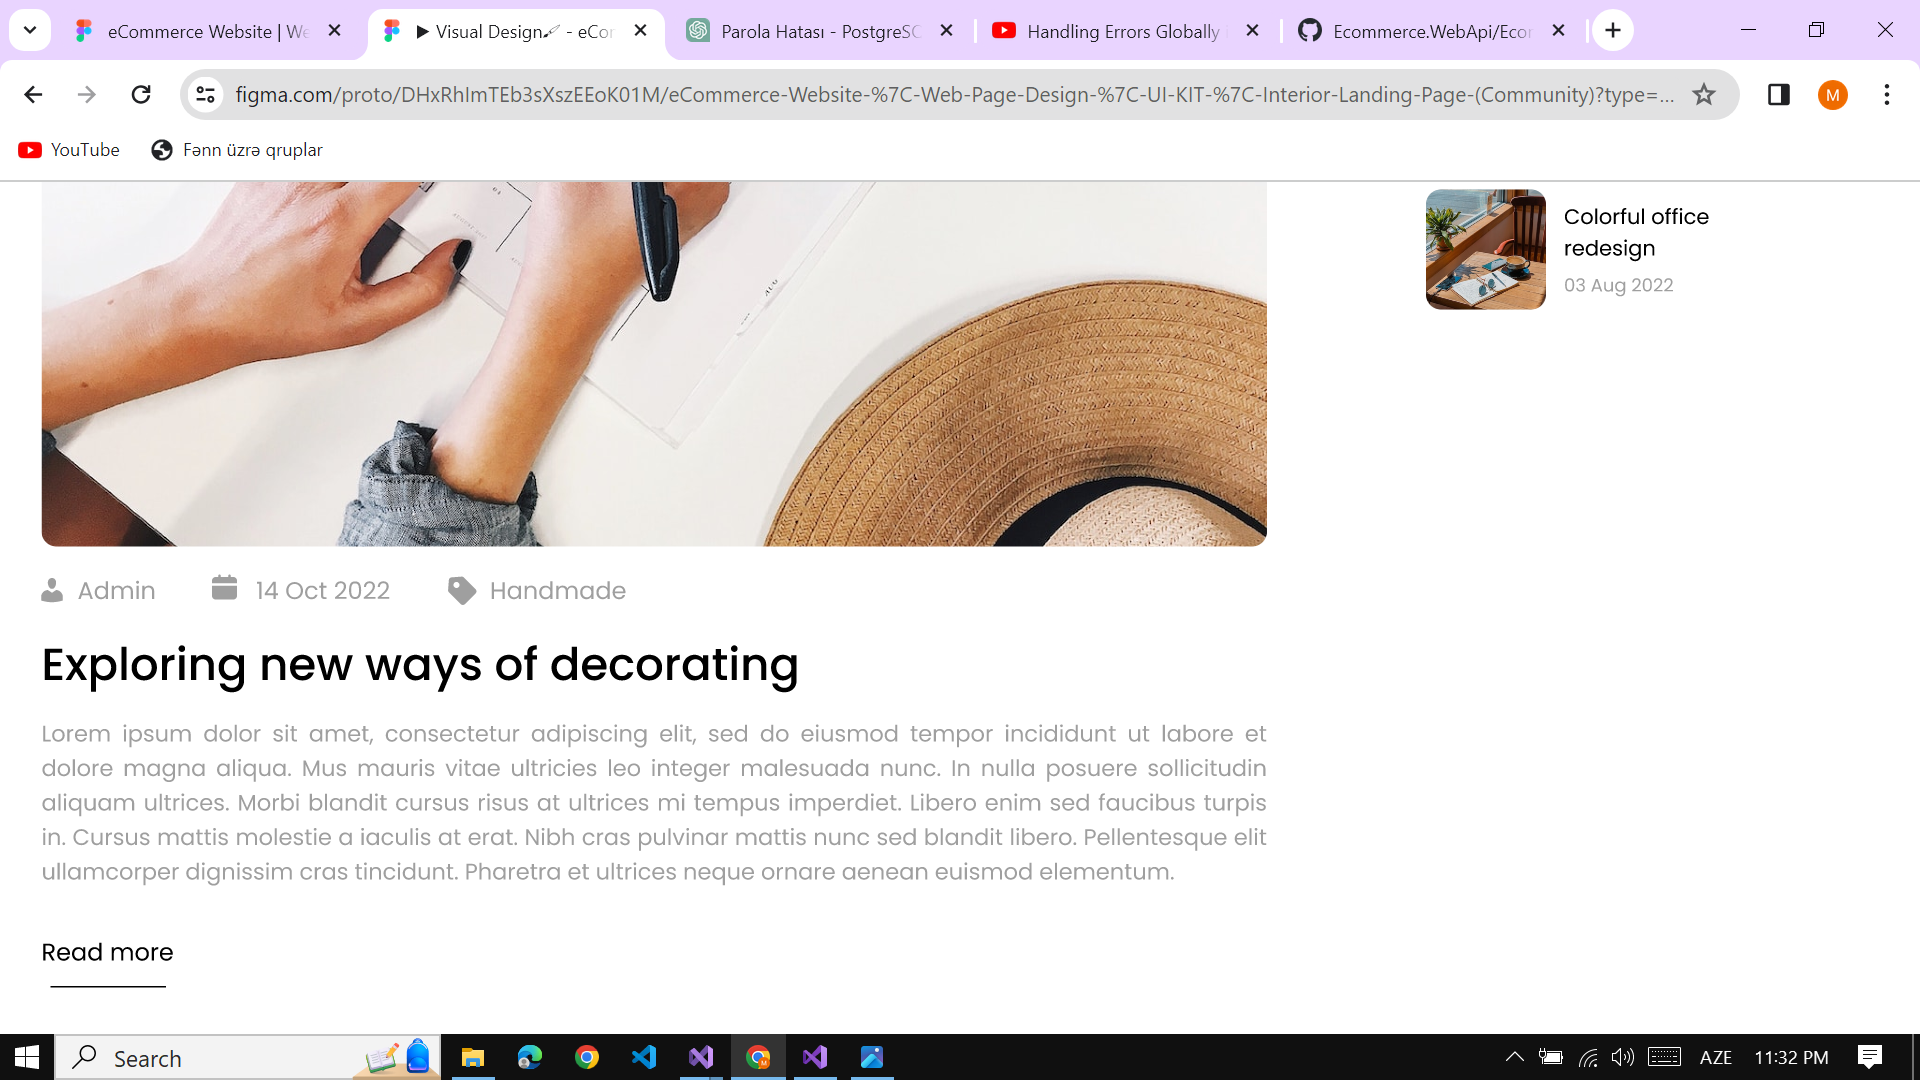 eCommerce Website | We
▶ Visual Design🖌 - eCor
Parola Hatası - PostgreSQ
Handling Errors Globally
Ecommerce.WebApi/Ecor
figma.com/proto/DHxRhImTEb3sXszEEoK01M/eCommerce-Website-%7C-Web-Page-Design-%7C-UI-KIT-%7C-Interior-Landing-Page-(Community)?type=...
M
YouTube
Fənn üzrə qruplar
AUG
Colorful office
redesign
03 Aug 2022
Admin
14 Oct 2022
Handmade
Exploring new ways of decorating
Lorem ipsum dolor sit amet, consectetur adipiscing elit, sed do eiusmod tempor incididunt ut labore et
dolore magna aliqua. Mus mauris vitae ultricies leo integer malesuada nunc. In nulla posuere sollicitudin
aliquam ultrices. Morbi blandit cursus risus at ultrices mi tempus imperdiet. Libero enim sed faucibus turpis
in. Cursus mattis molestie a iaculis at erat. Nibh cras pulvinar mattis nunc sed blandit libero. Pellentesque elit
ullamcorper dignissim cras tincidunt. Pharetra et ultrices neque ornare aenean euismod elementum.
Read more
Search
AZE
11:32 PM